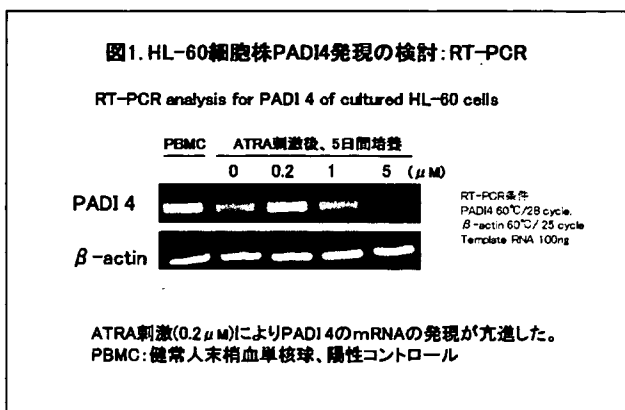 図1.HL-60細胞株PADI4発現の検討:RT-PCR
RT-PCR analysis for PADI 4 of cultured HL-60 cells
PBMC ATRA刺激後、5日間培養
0 0.2 1 5 (μM)
PADI 4
β-actin
RT-PCR条件
PADI4 60℃/28 cycle.
β-actin 60℃/ 25 cycle
Template RNA 100ng
ATRA刺激(0.2μM)によりPADI4のmRNAの発現が亢進した。
PBMC:健常人末梢血単核球、陽性コントロール